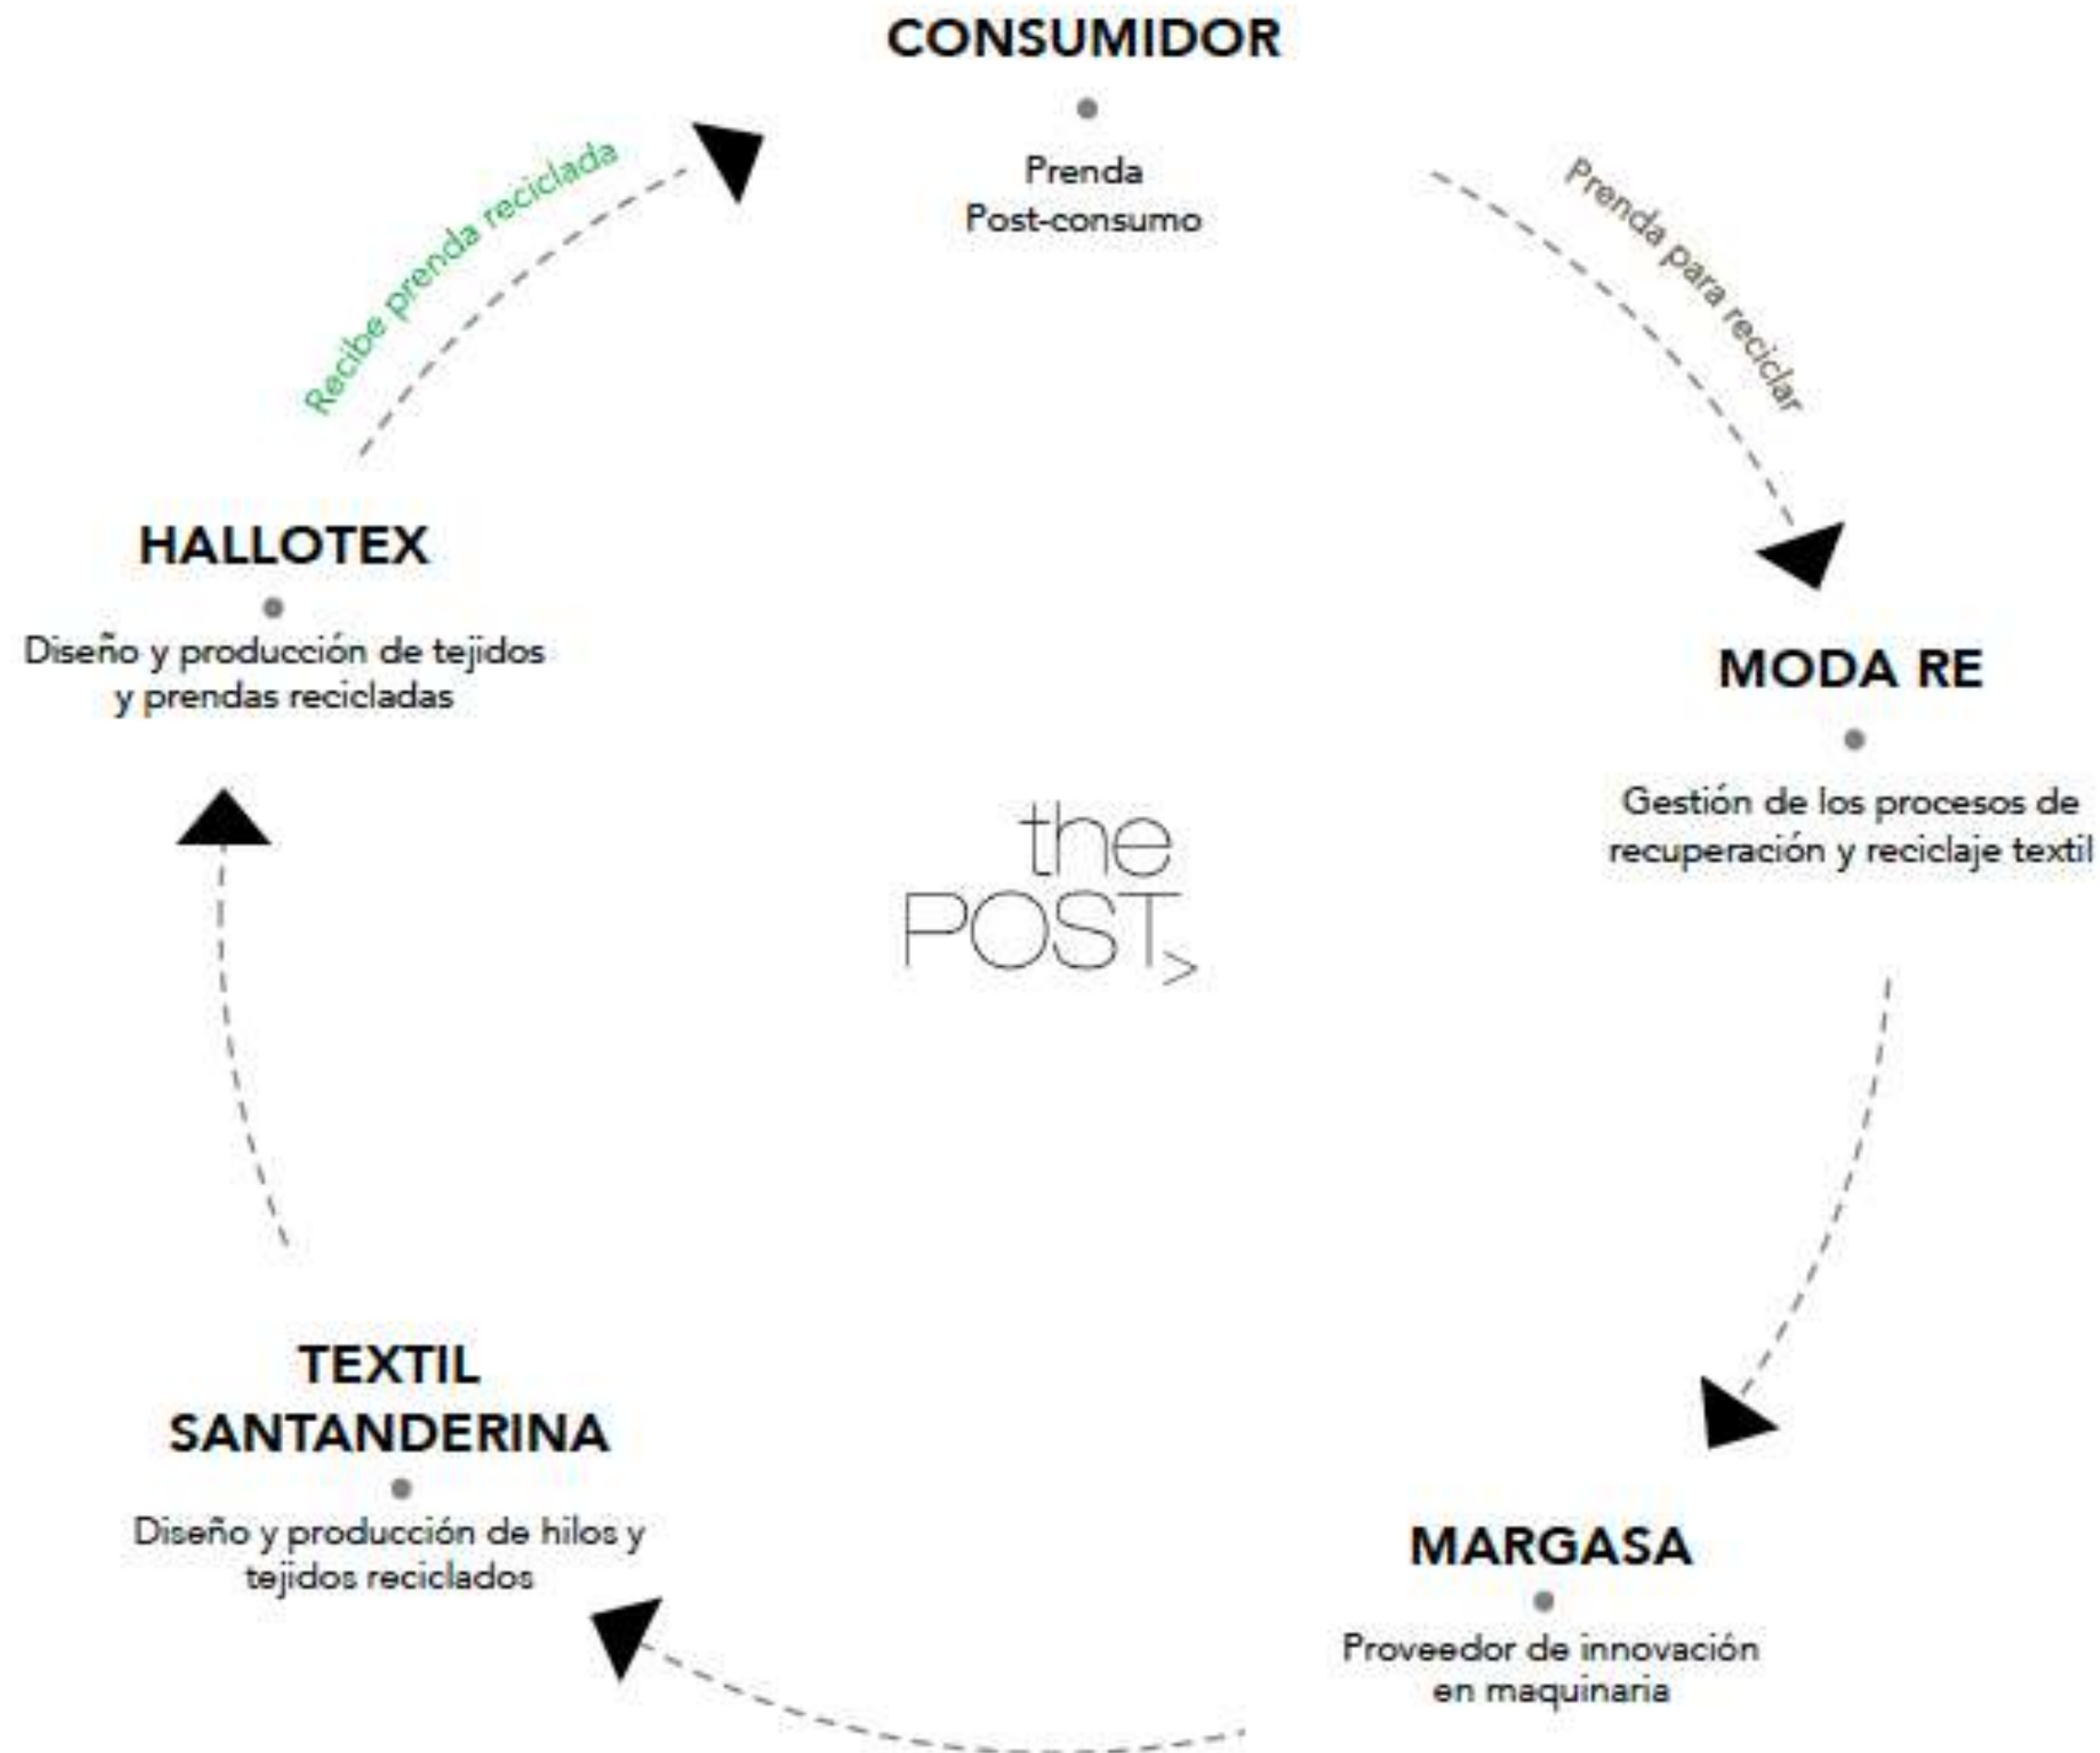 CONSUMIDOR
Prenda
Post-consumo
Prenda para reciclar
MODA RE
Gestión de los procesos de
recuperación y reciclaje textil
MARGASA
Proveedor de innovación
en maquinaria
TEXTIL
SANTANDERINA
Diseño y producción de hilos y
tejidos reciclados
HALLOTEX
Diseño y producción de tejidos
y prendas recicladas
Recibe prenda reciclada
the
POST>